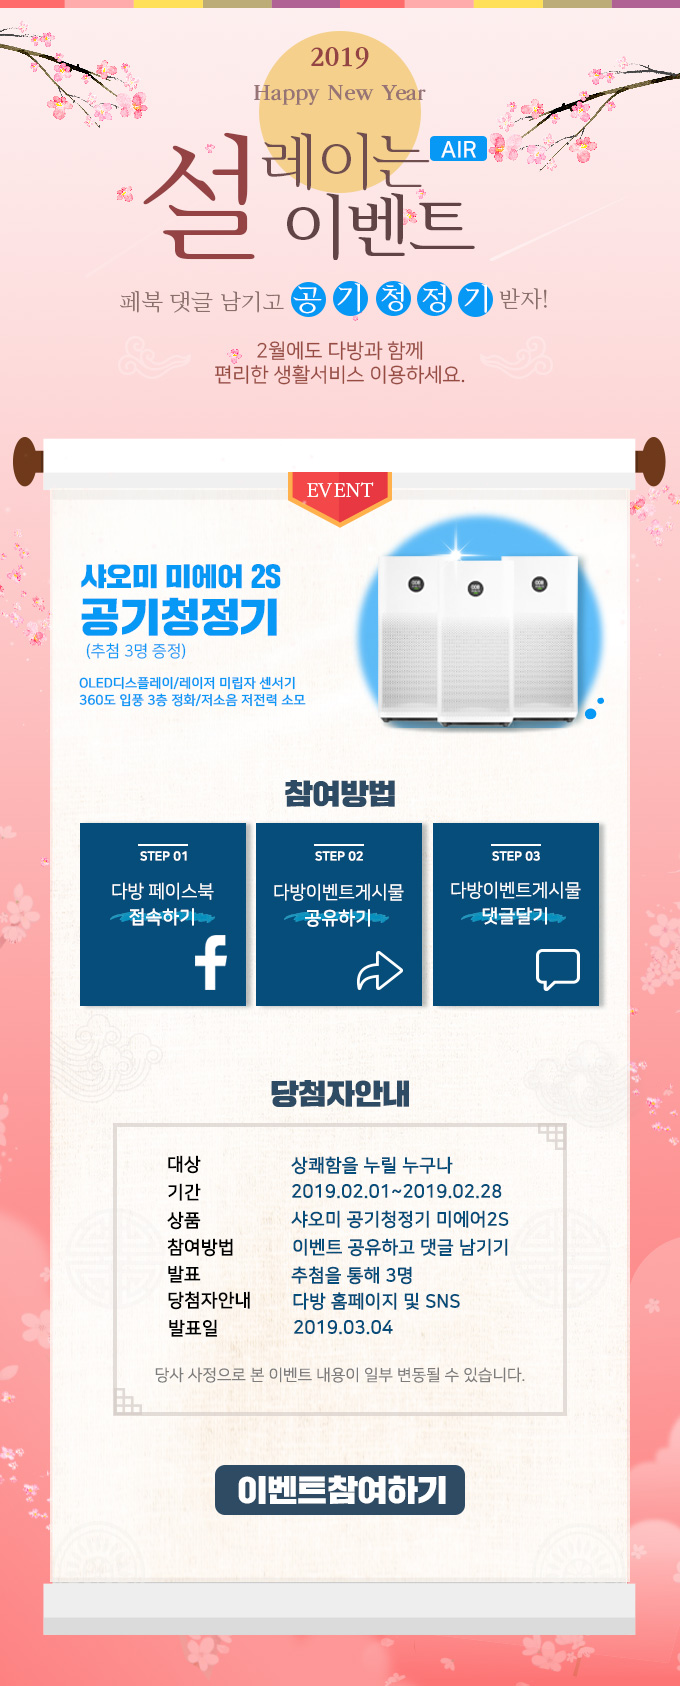 2019
Happy New Year
설레이는 AIR
이벤트
페북 댓글 남기고 공기청정기 받자!
2월에도 다방과 함께
편리한 생활서비스 이용하세요.
EVENT
샤오미 미에어 2S
공기청정기
(추첨 3명 증정)
OLED디스플레이/레이저 미립자 센서기
360도 입풍 3층 정화/저소음 저전력 소모
참여방법
STEP 01
다방 페이스북
접속하기
STEP 02
다방이벤트게시물
공유하기
STEP 03
다방이벤트게시물
댓글달기
당첨자안내
대상 상쾌함을 누릴 누구나
기간 2019.02.01~2019.02.28
상품 샤오미 공기청정기 미에어2S
참여방법 이벤트 공유하고 댓글 남기기
발표 추첨을 통해 3명
당첨자안내 다방 홈페이지 및 SNS
발표일 2019.03.04
당사 사정으로 본 이벤트 내용이 일부 변동될 수 있습니다.
이벤트참여하기